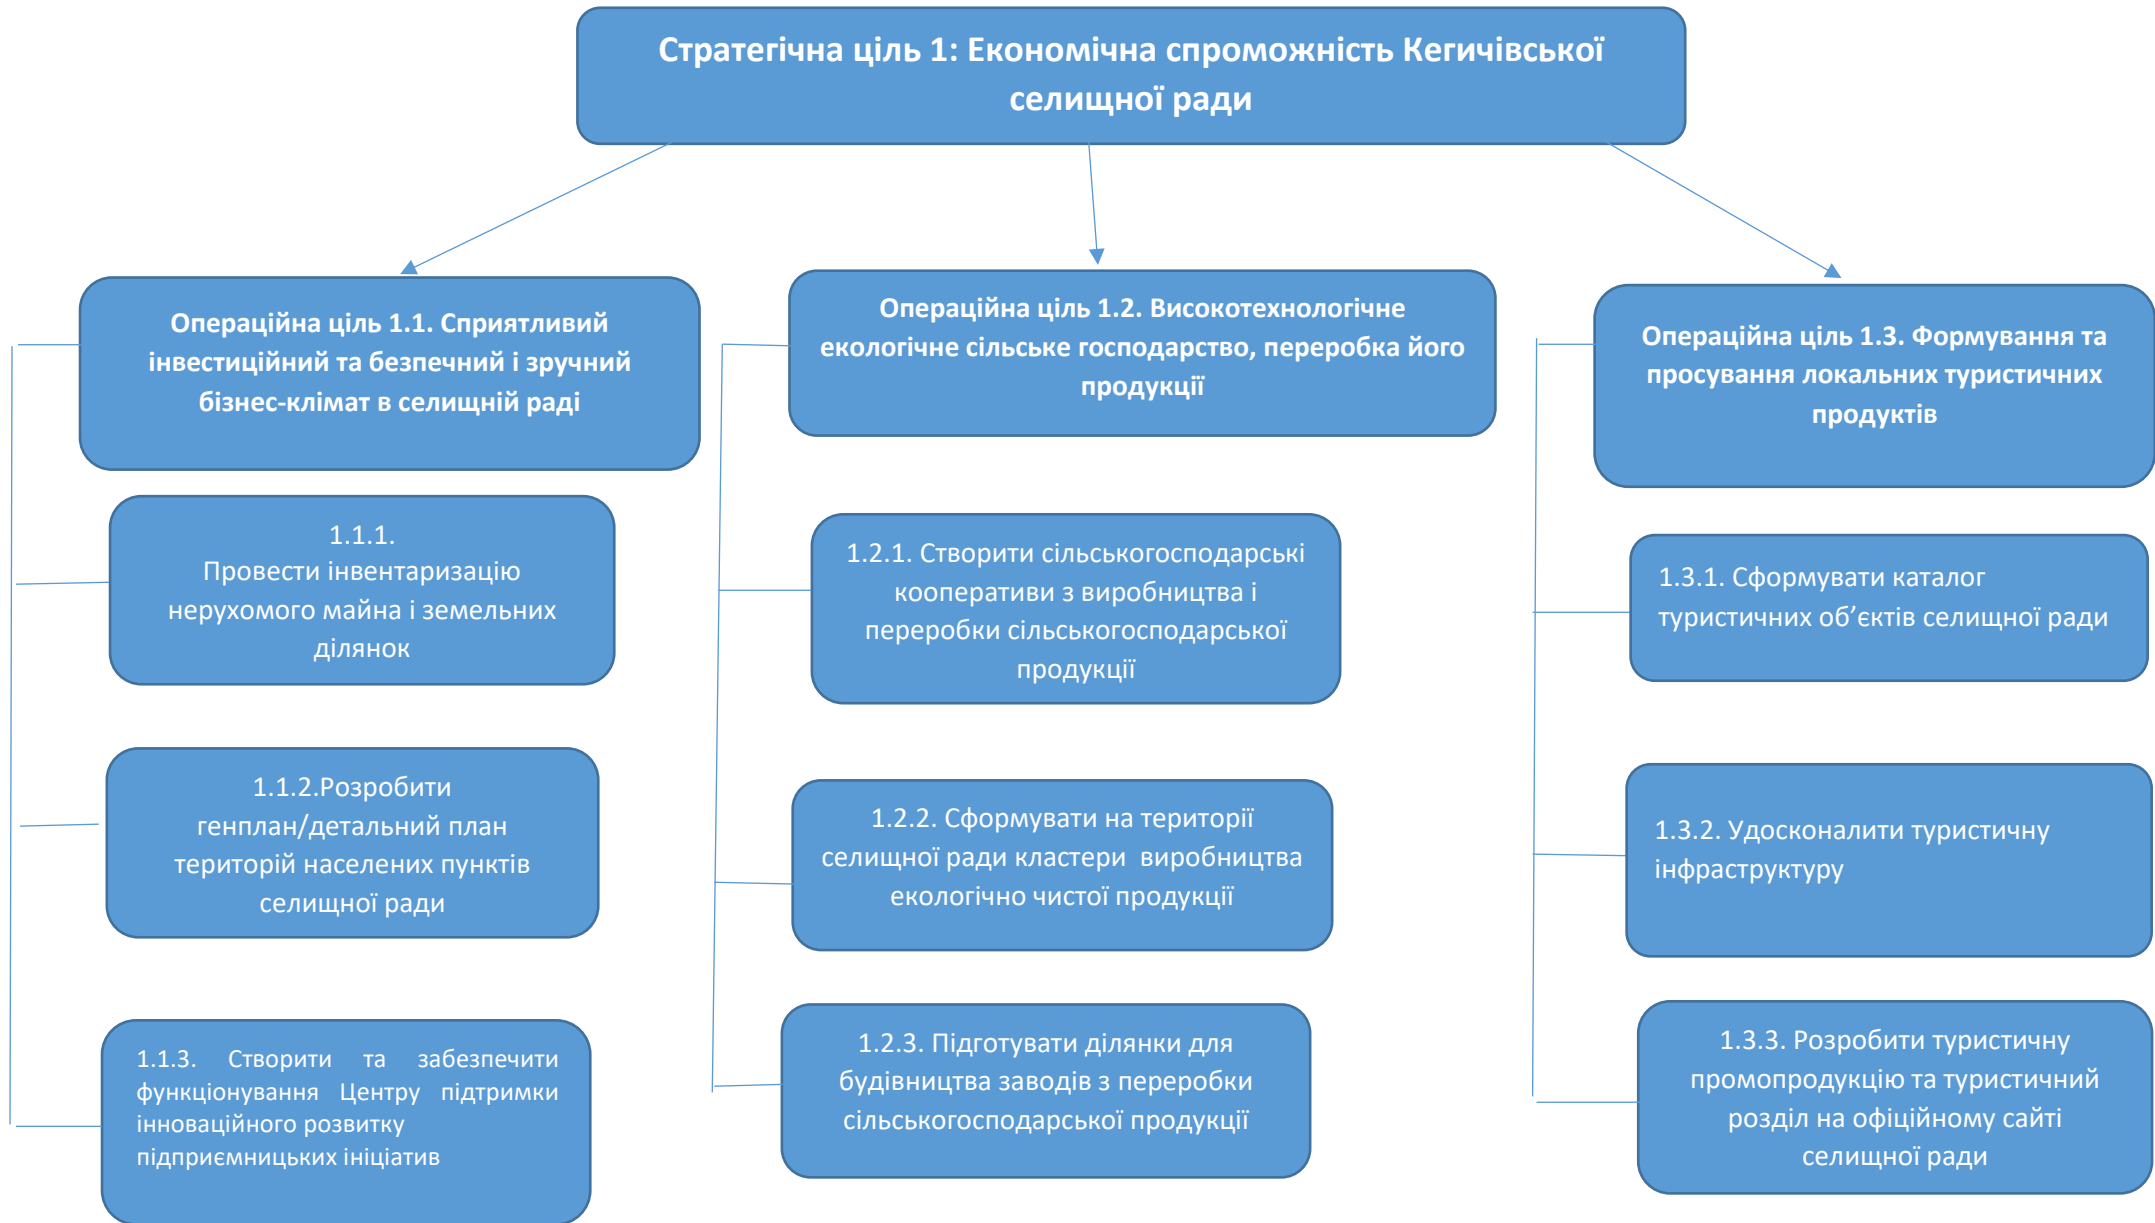 Стратегічна ціль 1: Економічна спроможність Кегичівської
селищної ради
Операційна ціль 1.1. Сприятливий
інвестиційний та безпечний і зручний
бізнес-клімат в селищній раді
1.1.1.
Провести інвентаризацію
нерухомого майна і земельних
ділянок
1.1.2.Розробити
генплан/детальний план
територій населених пунктів
селищної ради
1.1.3. Створити та забезпечити
функціонування Центру підтримки
інноваційного розвитку
підприємницьких ініціатив
Операційна ціль 1.2. Високотехнологічне
екологічне сільське господарство, переробка його
продукції
1.2.1. Створити сільськогосподарські
кооперативи з виробництва і
переробки сільськогосподарської
продукції
1.2.2. Сформувати на території
селищної ради кластери виробництва
екологічно чистої продукції
1.2.3. Підготувати ділянки для
будівництва заводів з переробки
сільськогосподарської продукції
Операційна ціль 1.3. Формування та
просування локальних туристичних
продуктів
1.3.1. Сформувати каталог
туристичних об’єктів селищної ради
1.3.2. Удосконалити туристичну
інфраструктуру
1.3.3. Розробити туристичну
промопродукцію та туристичний
розділ на офіційному сайті
селищної ради